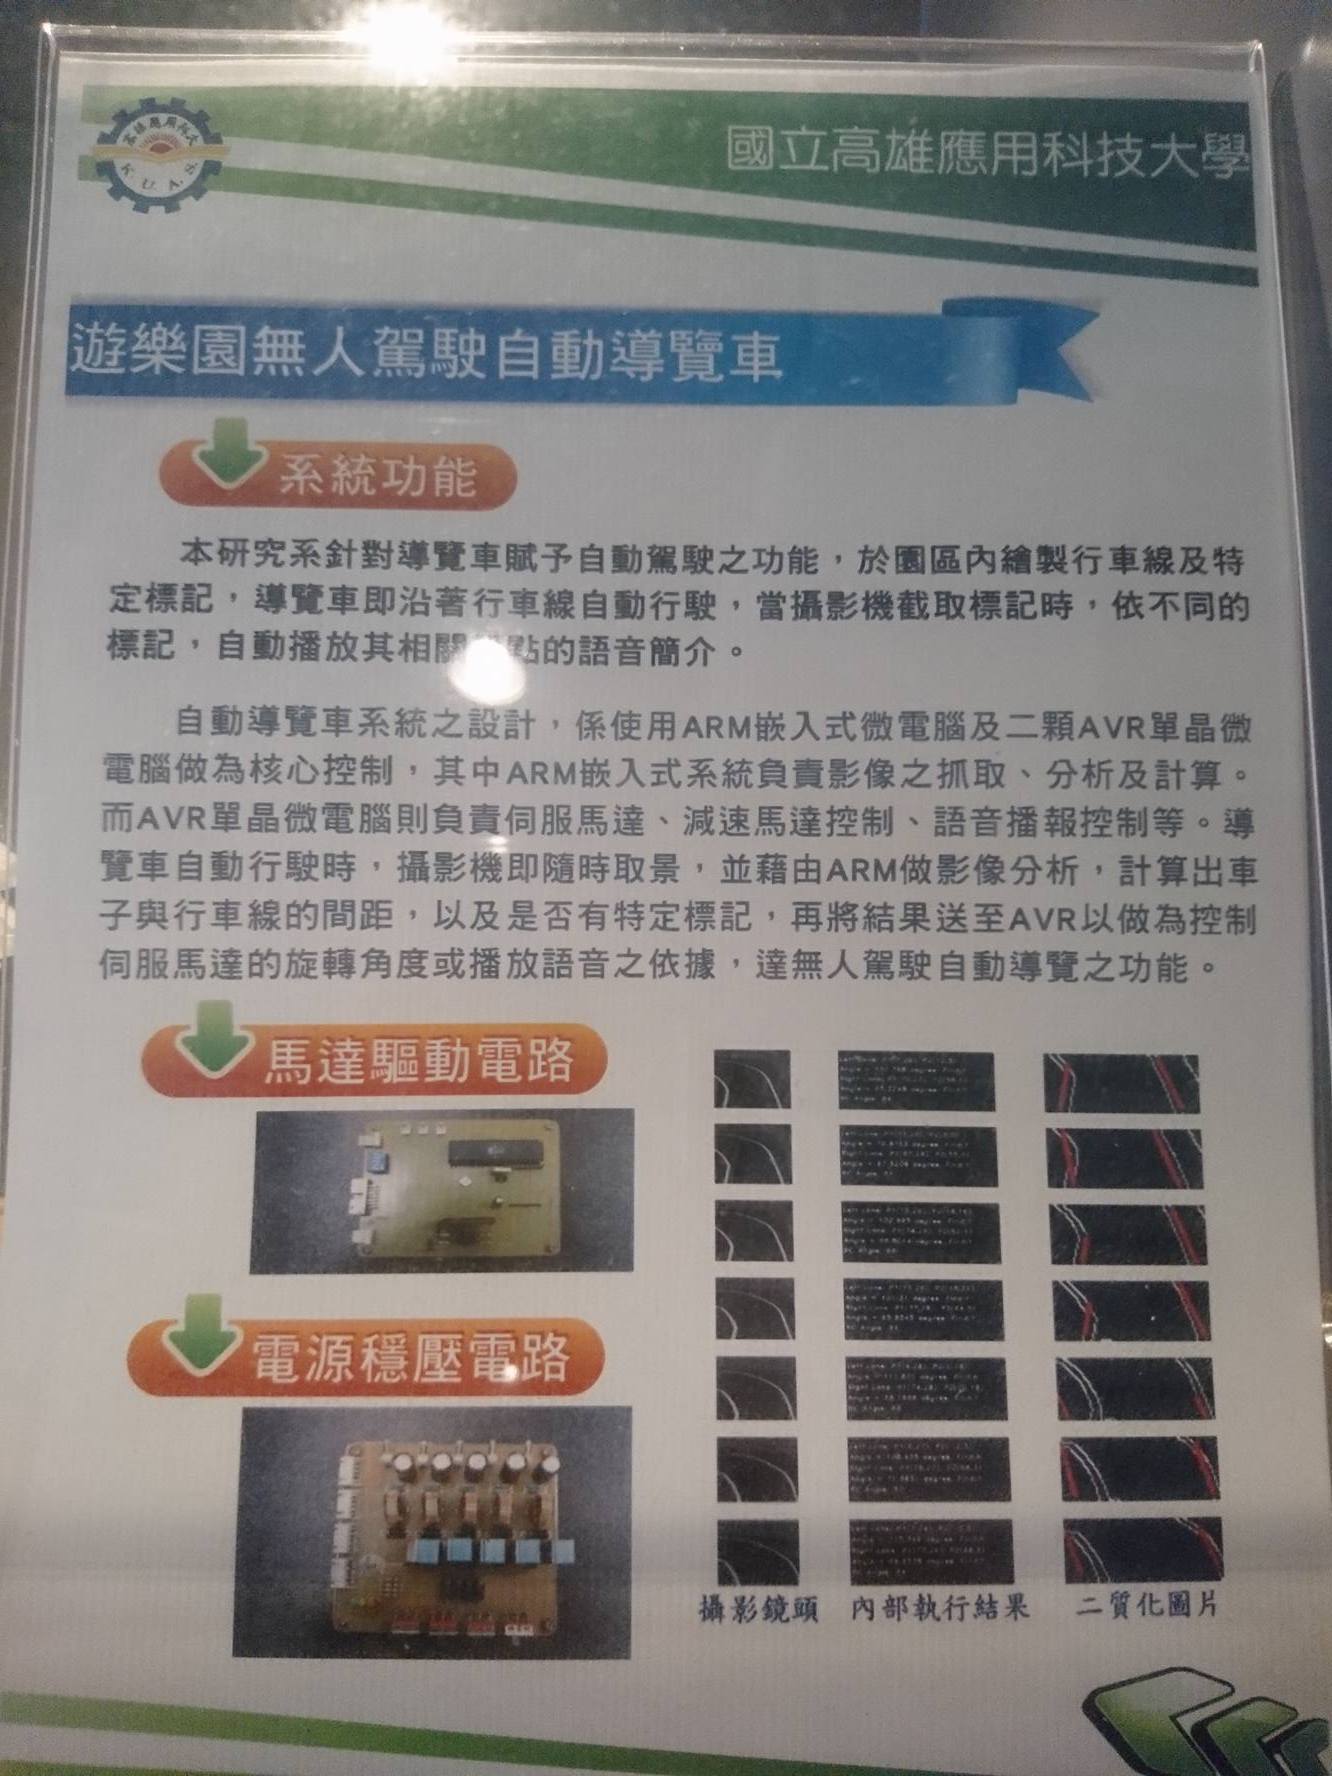 國立高雄應用科技大學
K.U.A.S.
遊樂園無人駕駛自動導覽車
系統功能
本研究系針對導覽車賦予自動駕駛之功能，於園區內繪製行車線及特
定標記，導覽車即沿著行車線自動行駛，當攝影機截取標記時，依不同的
標記，自動播放其相關 點的語音簡介。
自動導覽車系統之設計，係使用ARM嵌入式微電腦及二顆AVR單晶微
電腦做為核心控制，其中ARM嵌入式系統負責影像之抓取、分析及計算。
而AVR單晶微電腦則負責伺服馬達、減速馬達控制、語音播報控制等。導
覽車自動行駛時，攝影機即隨時取景，並藉由ARM做影像分析，計算出車
子與行車線的間距，以及是否有特定標記，再將結果送至AVR以做為控制
伺服馬達的旋轉角度或播放語音之依據，達無人駕駛自動導覽之功能。
馬達驅動電路
電源穩壓電路
攝影鏡頭 內部執行結果 二質化圖片